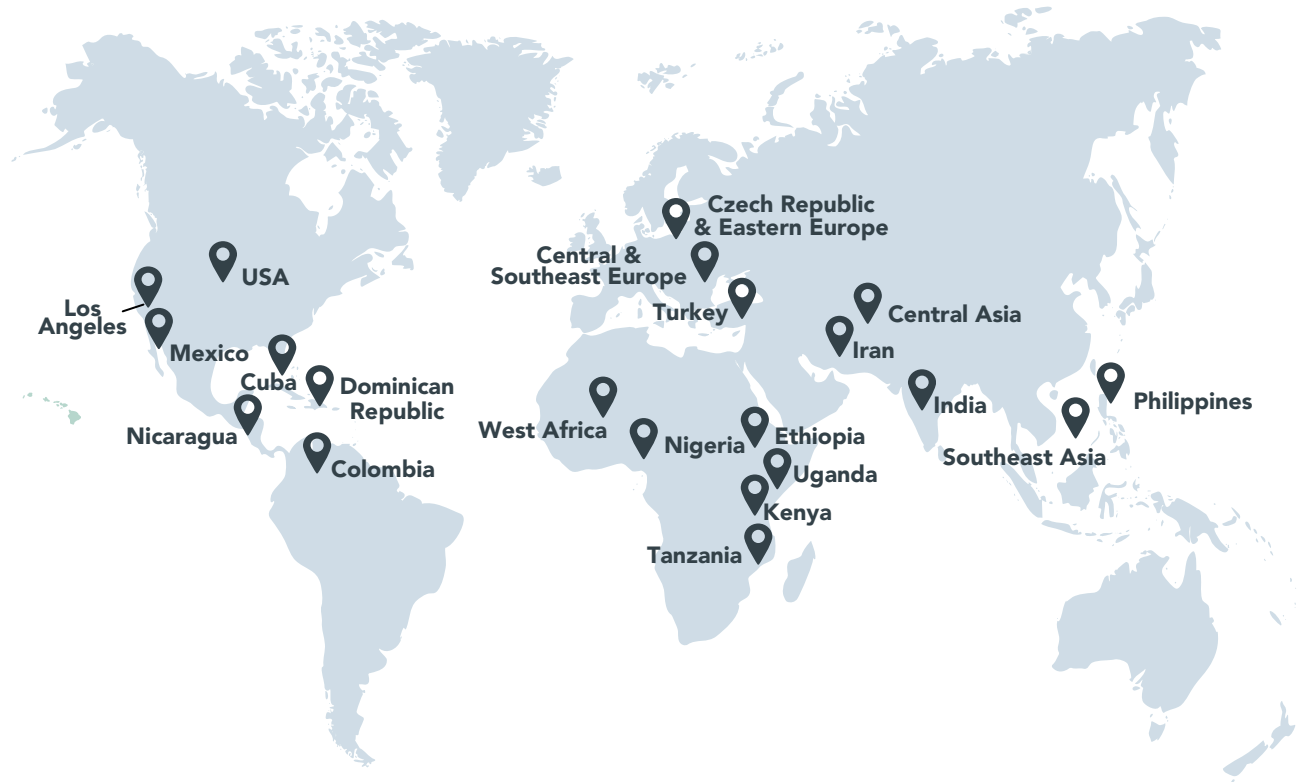 Czech Republic
& Eastern Europe
Central &
Southeast Europe
USA
Los
Angeles
Turkey
Central Asia
Mexico
Iran
Cuba
Dominican
Republic
India
Philippines
Nicaragua
West Africa
Nigeria
Ethiopia
Southeast Asia
Colombia
Uganda
Kenya
Tanzania